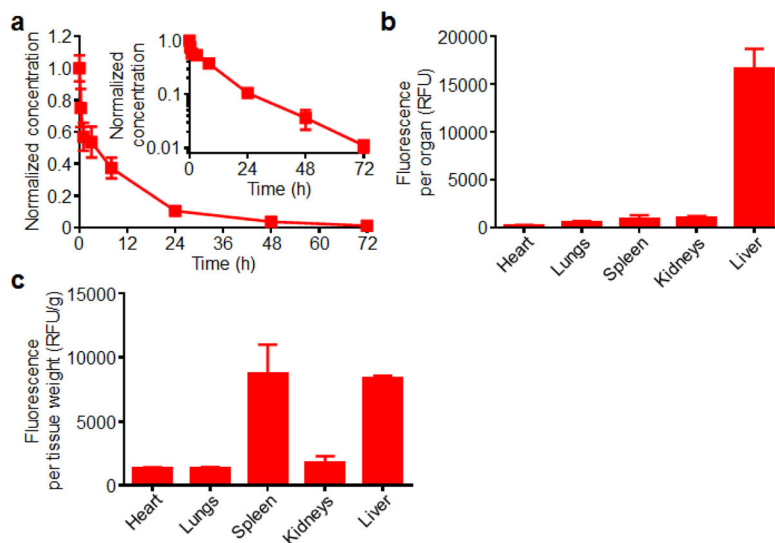 a
Normalized concentration
1.2
1.0
0.8
0.6
0.4
0.2
0
0 12 24 36 48 60 72
Time (h)
Normalized
concentration
1.0
0.1
0.01
0 24 48 72
Time (h)
b
Fluorescence
per organ (RFU)
20000
15000
10000
5000
0
Heart
Lungs
Spleen
Kidneys
Liver
c
Fluorescence
per tissue weight (RFU/g)
15000
10000
5000
0
Heart
Lungs
Spleen
Kidneys
Liver